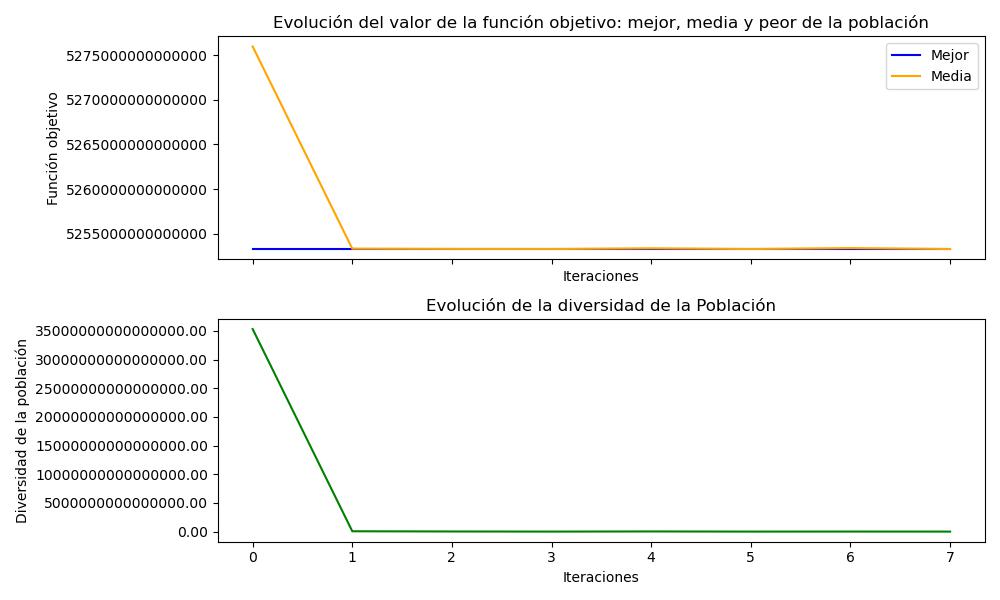 Evolución del valor de la función objetivo: mejor, media y peor de la población
Función objetivo
5275000000000000
5270000000000000
5265000000000000
5260000000000000
5255000000000000
Mejor
Media
Iteraciones
Evolución de la diversidad de la Población
Diversidad de la población
35000000000000000.00
30000000000000000.00
25000000000000000.00
20000000000000000.00
15000000000000000.00
10000000000000000.00
5000000000000000.00
0.00
0 1 2 3 4 5 6 7
Iteraciones